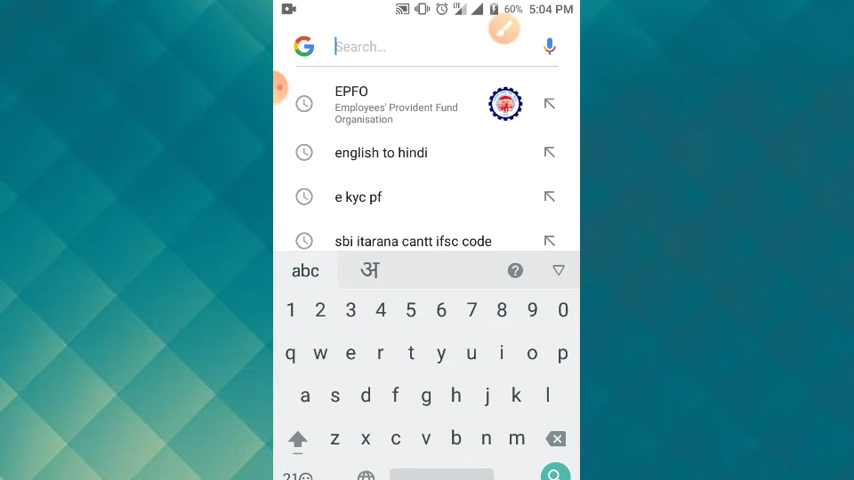 LTE 60% 5:04 PM
Search...
EPFO
Employees' Provident Fund
Organisation
english to hindi
e kyc pf
sbi itarana cantt ifsc code
abc अ ?
1 2 3 4 5 6 7 8 9 0
q w e r t y u i o p
a s d f g h j k l
z x c v b n m